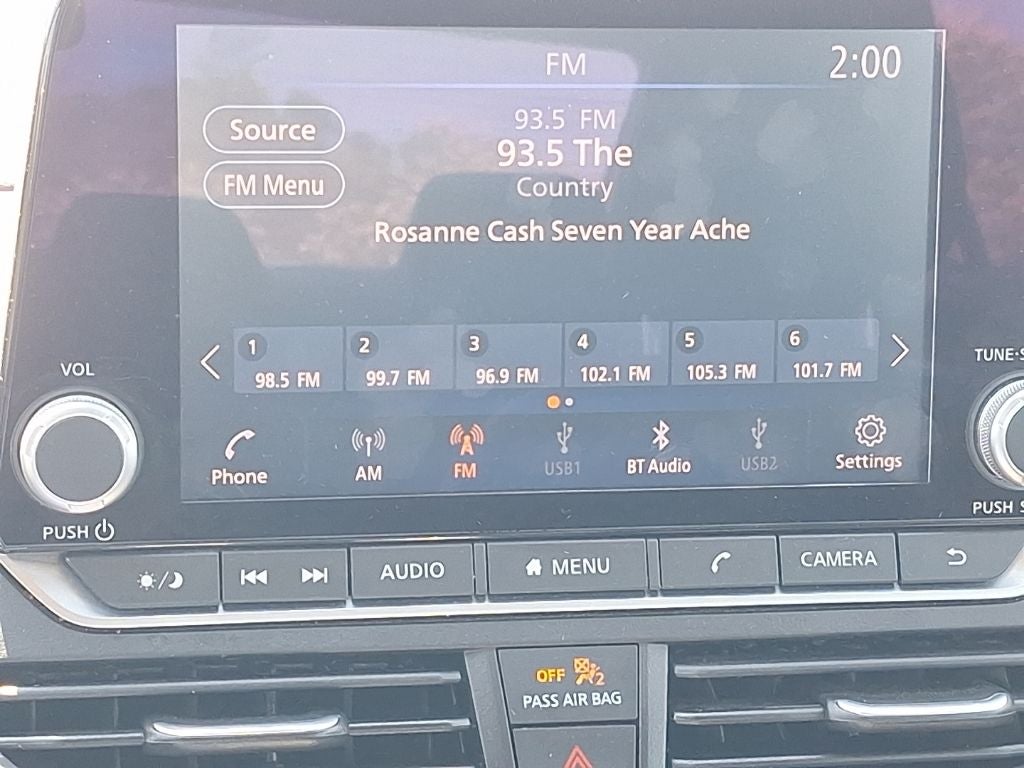 FM
2:00
Source
FM Menu
93.5 FM
93.5 The
Country
Rosanne Cash Seven Year Ache
1
98.5 FM
2
99.7 FM
3
96.9 FM
4
102.1 FM
5
105.3 FM
6
101.7 FM
Phone
AM
FM
USB1
BT Audio
USB2
Settings
VOL
PUSH
TUNE·S
PUSH S
AUDIO
MENU
CAMERA
OFF
2
PASS AIR BAG